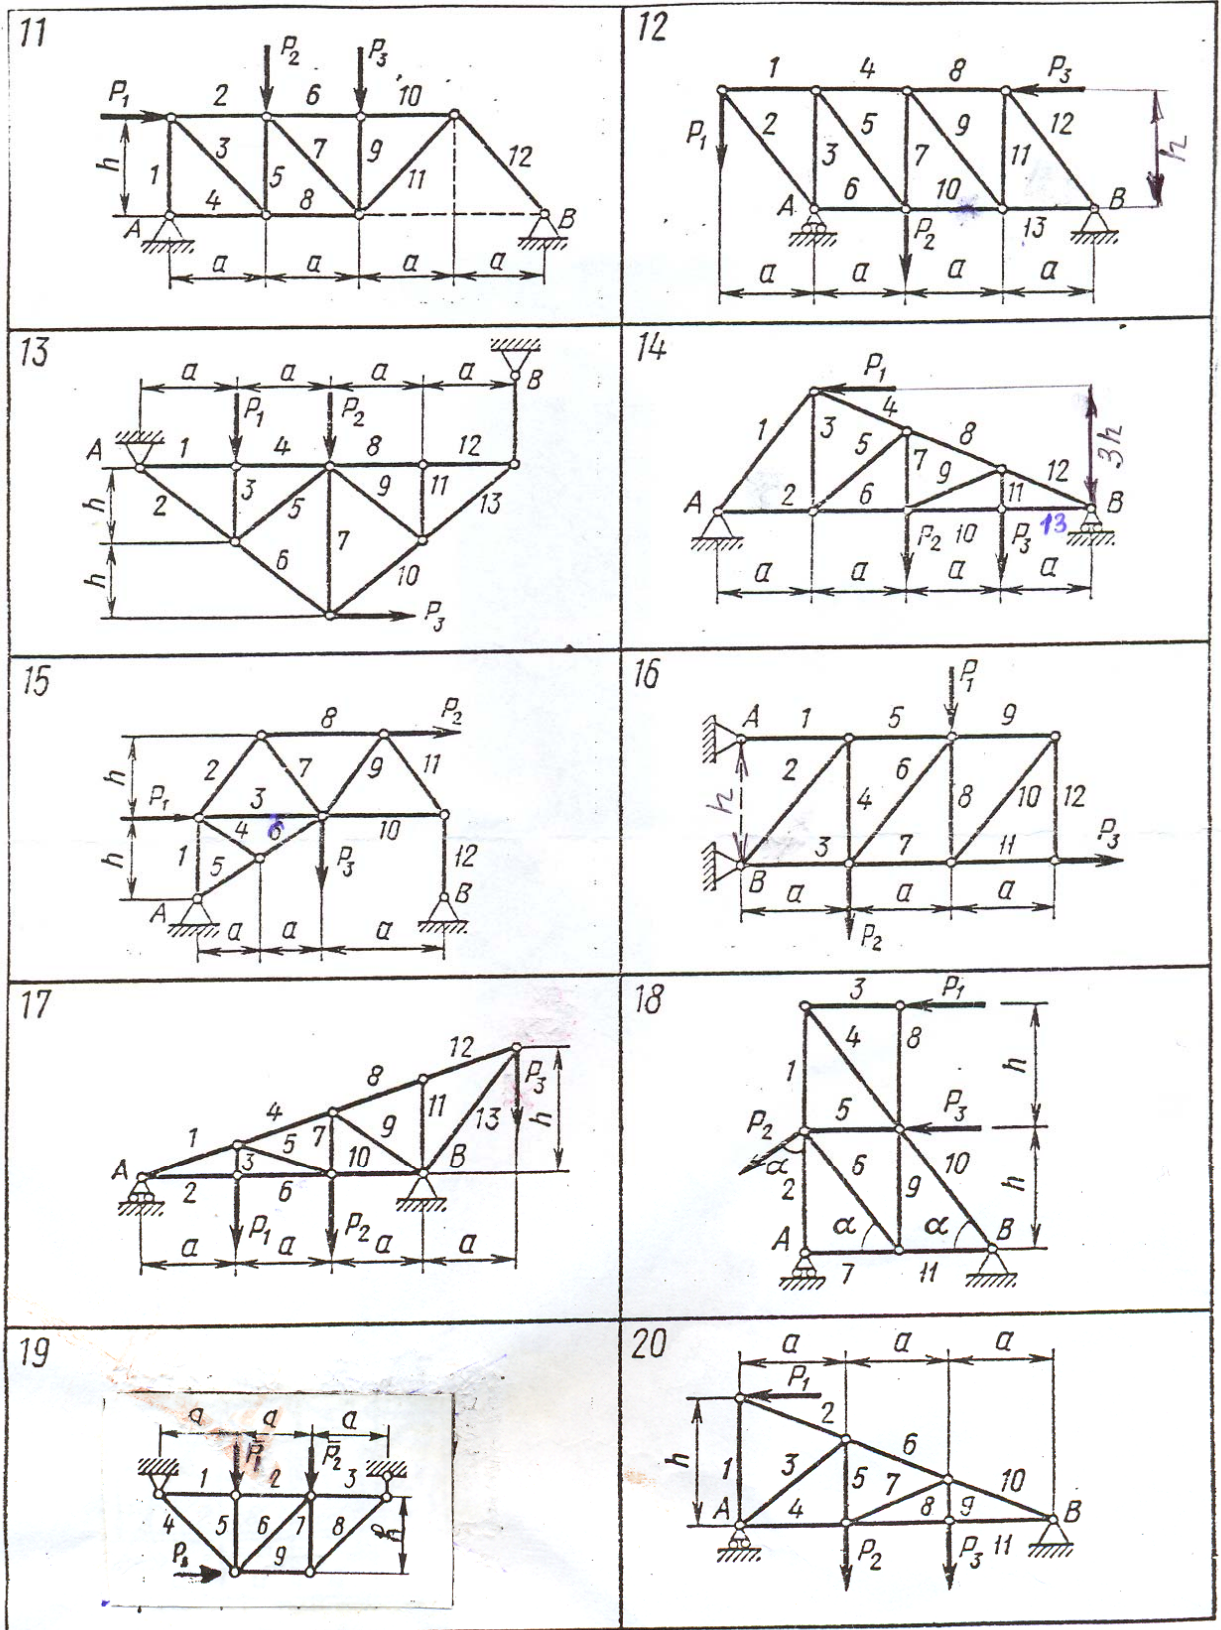 11
P₂ P₃
P₁ 2 6 10
h 1 3 5 7 9 11 12
4 8
A B
a a a a
12
1 4 8 P₃
P₁ 2 5 9 12
3 7 11 h
A 6 10 B
P₂ 13
a a a a
13
a a a a
B
P₁ P₂
A 1 4 8 12
h 2 3 5 9 11 13
h 6 7 10
P₃
14
P₁
4
1 3 5 7 8 3h
9 12
A 2 6 11 B
P₂ 10 P₃ 13
a a a a
15
8 P₂
h 2 7 9 11
P₁ 3
4 6 10
h 1 5 P₃ 12
A B
a a a
16
P₁
A 1 5 9
h 2 4 6 8 10 12
P₃
B 3 7 11
a a a
P₂
17
12
8 P₃
4 11 13 h
1 5 7 9
A 3 10 B
2 6
P₁ P₂
a a a a
18
3 P₁
4 8 h
1
P₂ 5 P₃
α 6 10
2 9 h
A α α B
7 11
19
a a a
P₁ P₂
1 2 3
4 5 6 7 8 h
P₃ 9
20
a a a
P₁
2
h 1 3 6
5 7 10
A 4 8 9 B
P₂ P₃ 11